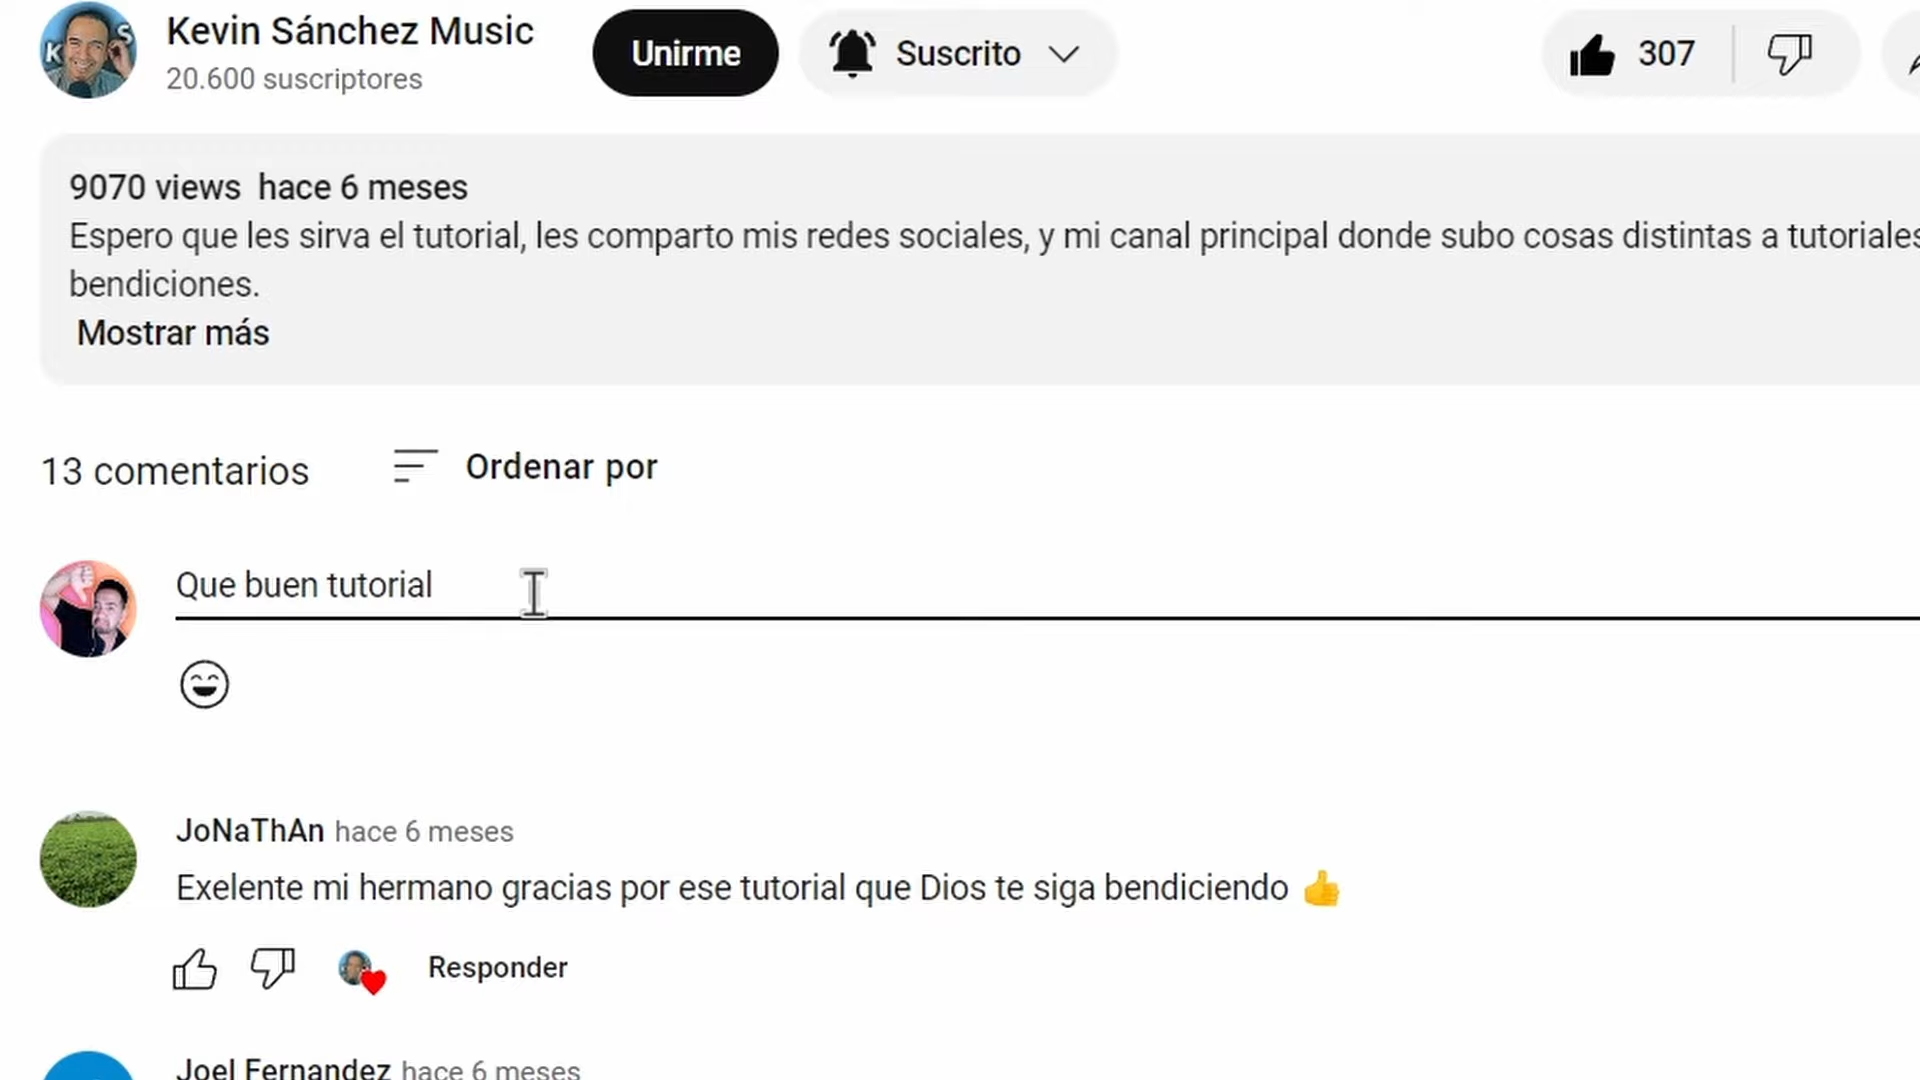 Kevin Sánchez Music
20.600 suscriptores
Unirme
Suscrito
307
9070 views hace 6 meses
Espero que les sirva el tutorial, les comparto mis redes sociales, y mi canal principal donde subo cosas distintas a tutoriales
bendiciones.
Mostrar más
13 comentarios
Ordenar por
Que buen tutorial
JoNaThAn hace 6 meses
Exelente mi hermano gracias por ese tutorial que Dios te siga bendiciendo 👍
Responder
Joel Fernandez hace 6 meses